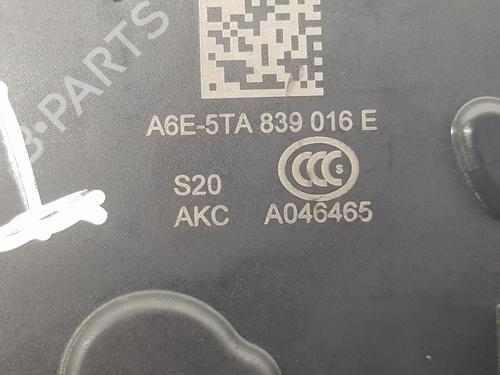 B-PARTS
A6E-5TA 839 016 E
S20
CCC S
AKC A046465